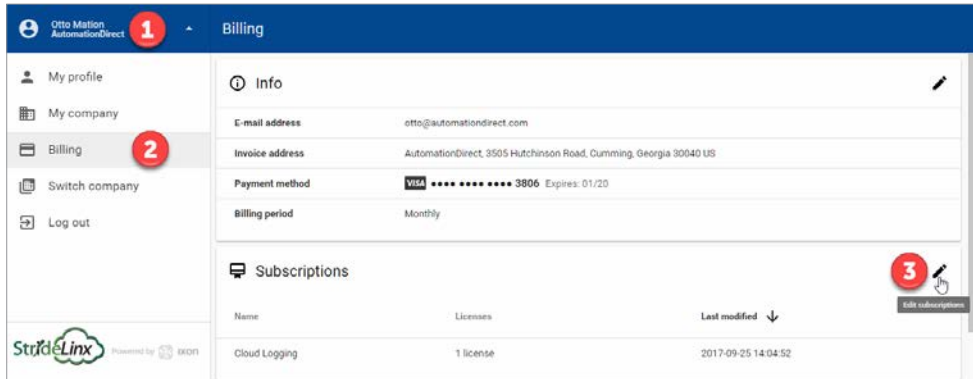 Otto Mation
AutomationDirect
1
Billing
My profile
My company
Billing
2
Switch company
Log out
StrideLinx Powered by IXON
Info
E-mail address otto@automationdirect.com
Invoice address AutomationDirect, 3505 Hutchinson Road, Cumming, Georgia 30040 US
Payment method VISA •••• •••• •••• 3806 Expires: 01/20
Billing period Monthly
Subscriptions
3
Edit subscriptions
Name Licenses Last modified
Cloud Logging 1 license 2017-09-25 14:04:52